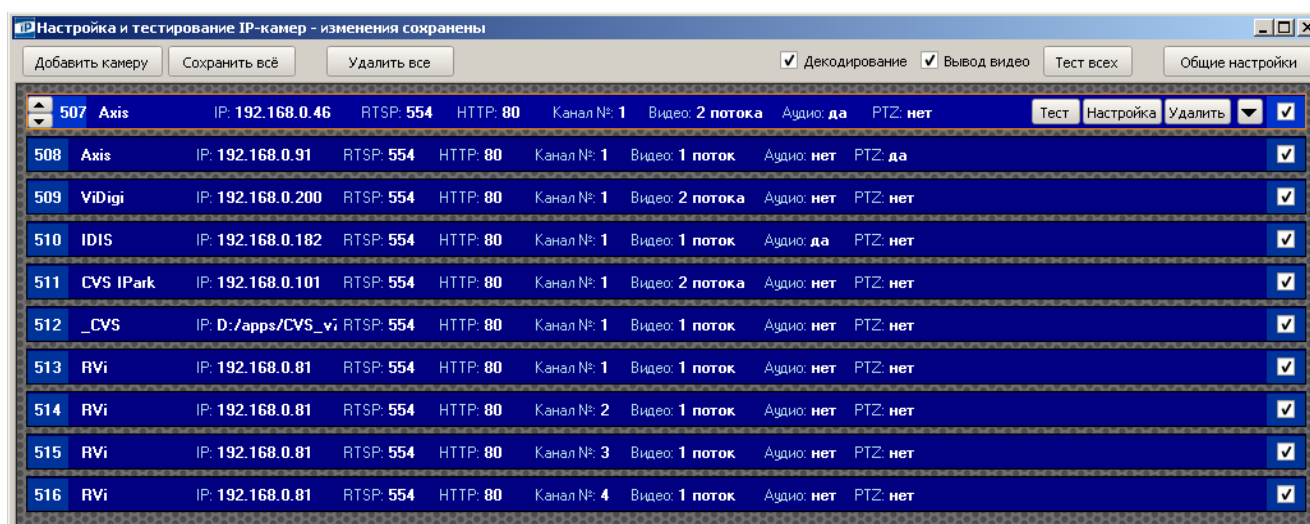 IP Настройка и тестирование IP-камер - изменения сохранены
Добавить камеру Сохранить всё Удалить все Декодирование Вывод видео Тест всех Общие настройки
507 Axis IP: 192.168.0.46 RTSP: 554 HTTP: 80 Канал №: 1 Видео: 2 потока Аудио: да PTZ: нет Тест Настройка Удалить
508 Axis IP: 192.168.0.91 RTSP: 554 HTTP: 80 Канал №: 1 Видео: 1 поток Аудио: нет PTZ: да
509 ViDigi IP: 192.168.0.200 RTSP: 554 HTTP: 80 Канал №: 1 Видео: 2 потока Аудио: нет PTZ: нет
510 IDIS IP: 192.168.0.182 RTSP: 554 HTTP: 80 Канал №: 1 Видео: 1 поток Аудио: да PTZ: нет
511 CVS IPark IP: 192.168.0.101 RTSP: 554 HTTP: 80 Канал №: 1 Видео: 2 потока Аудио: нет PTZ: нет
512 _CVS IP: D:/apps/CVS_v RTSP: 554 HTTP: 80 Канал №: 1 Видео: 1 поток Аудио: нет PTZ: нет
513 RVi IP: 192.168.0.81 RTSP: 554 HTTP: 80 Канал №: 1 Видео: 1 поток Аудио: нет PTZ: нет
514 RVi IP: 192.168.0.81 RTSP: 554 HTTP: 80 Канал №: 2 Видео: 1 поток Аудио: нет PTZ: нет
515 RVi IP: 192.168.0.81 RTSP: 554 HTTP: 80 Канал №: 3 Видео: 1 поток Аудио: нет PTZ: нет
516 RVi IP: 192.168.0.81 RTSP: 554 HTTP: 80 Канал №: 4 Видео: 1 поток Аудио: нет PTZ: нет